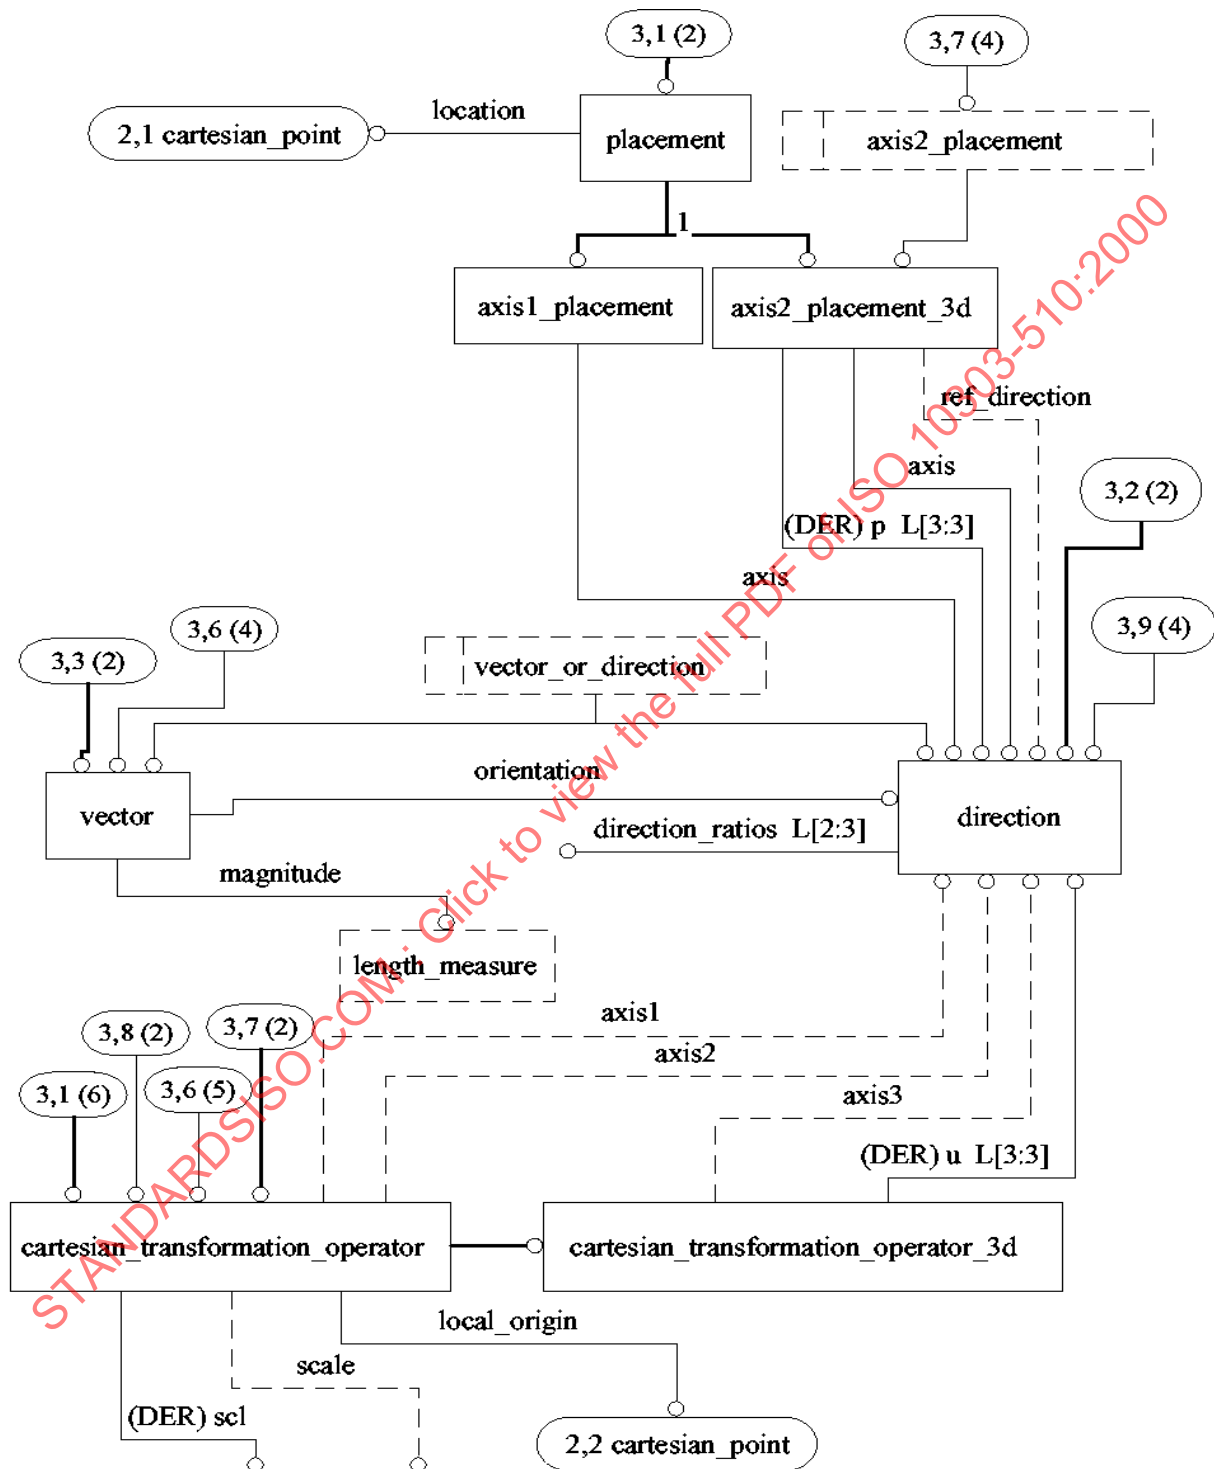 3,1 (2)
3,7 (4)
location
2,1 cartesian_point
placement
axis2_placement
1
axis1_placement
axis2_placement_3d
ref_direction
axis
3,2 (2)
(DER) p L[3:3]
axis
3,6 (4)
3,9 (4)
3,3 (2)
vector_or_direction
orientation
vector
direction
direction_ratios L[2:3]
magnitude
length_measure
axis1
3,7 (2)
3,8 (2)
axis2
3,1 (6)
3,6 (5)
axis3
(DER) u L[3:3]
cartesian_transformation_operator
cartesian_transformation_operator_3d
local_origin
scale
(DER) scl
2,2 cartesian_point
STANDARDSISO.COM : Click to view the full PDF of ISO 10303-510:2000